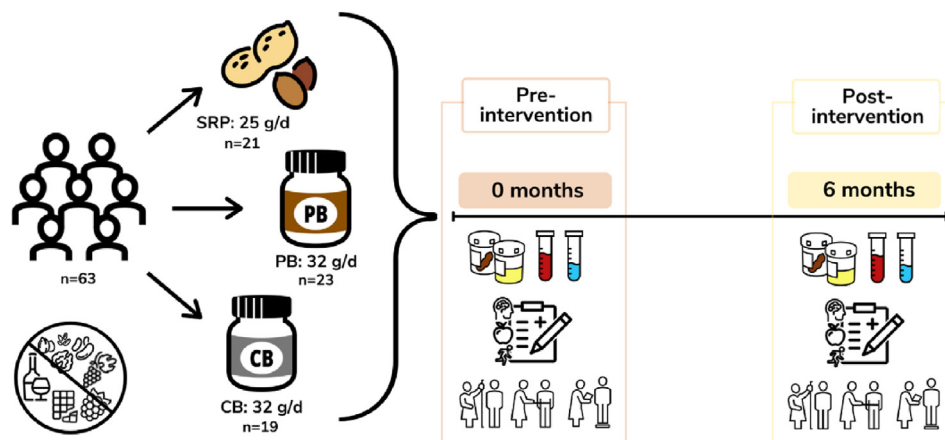 SRP: 25 g/d
n=21
PB
PB: 32 g/d
n=23
n=63
CB
CB: 32 g/d
n=19
Pre-
intervention
0 months
Post-
intervention
6 months